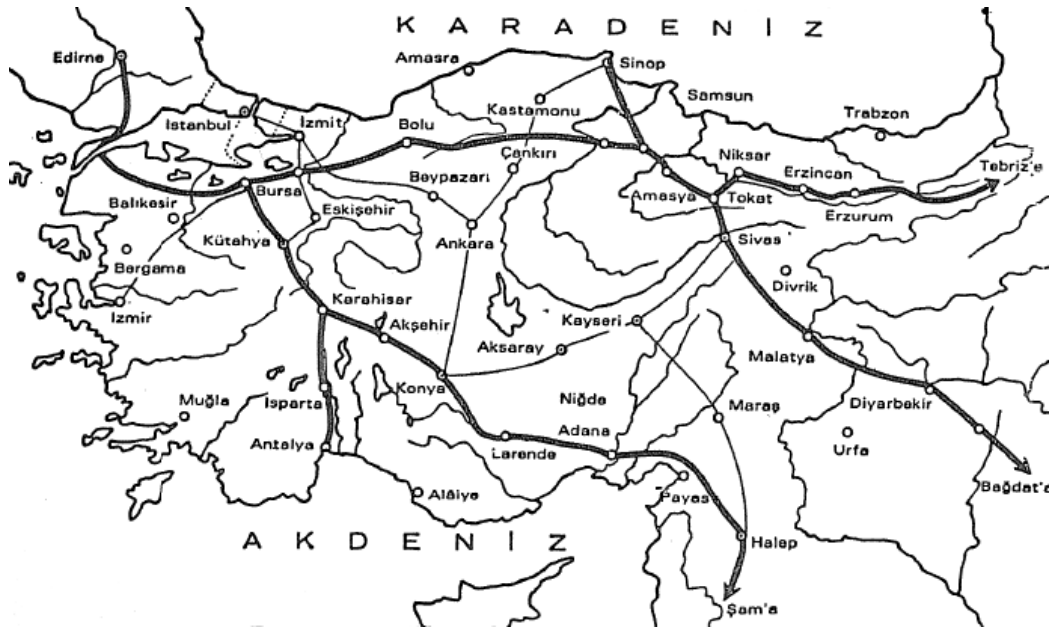 KARADENİZ
Edirne
Amasra
Sinop
Samsun
Kastamonu
Trabzon
İstanbul
İzmit
Bolu
Çankırı
Niksar
Erzincan
Tebriz'e
Beypazarı
Bursa
Amasya
Tokat
Balıkesir
Eskişehir
Erzurum
Ankara
Sivas
Kütahya
Bergama
Divrik
İzmir
Karahisar
Akşehir
Kayseri
Aksaray
Malatya
Konya
Isparta
Niğde
Maraş
Diyarbekir
Muğla
Adana
Antalya
Larende
Urfa
Bağdat'a
Alâiye
Payas
AKDENİZ
Halep
Şam'a